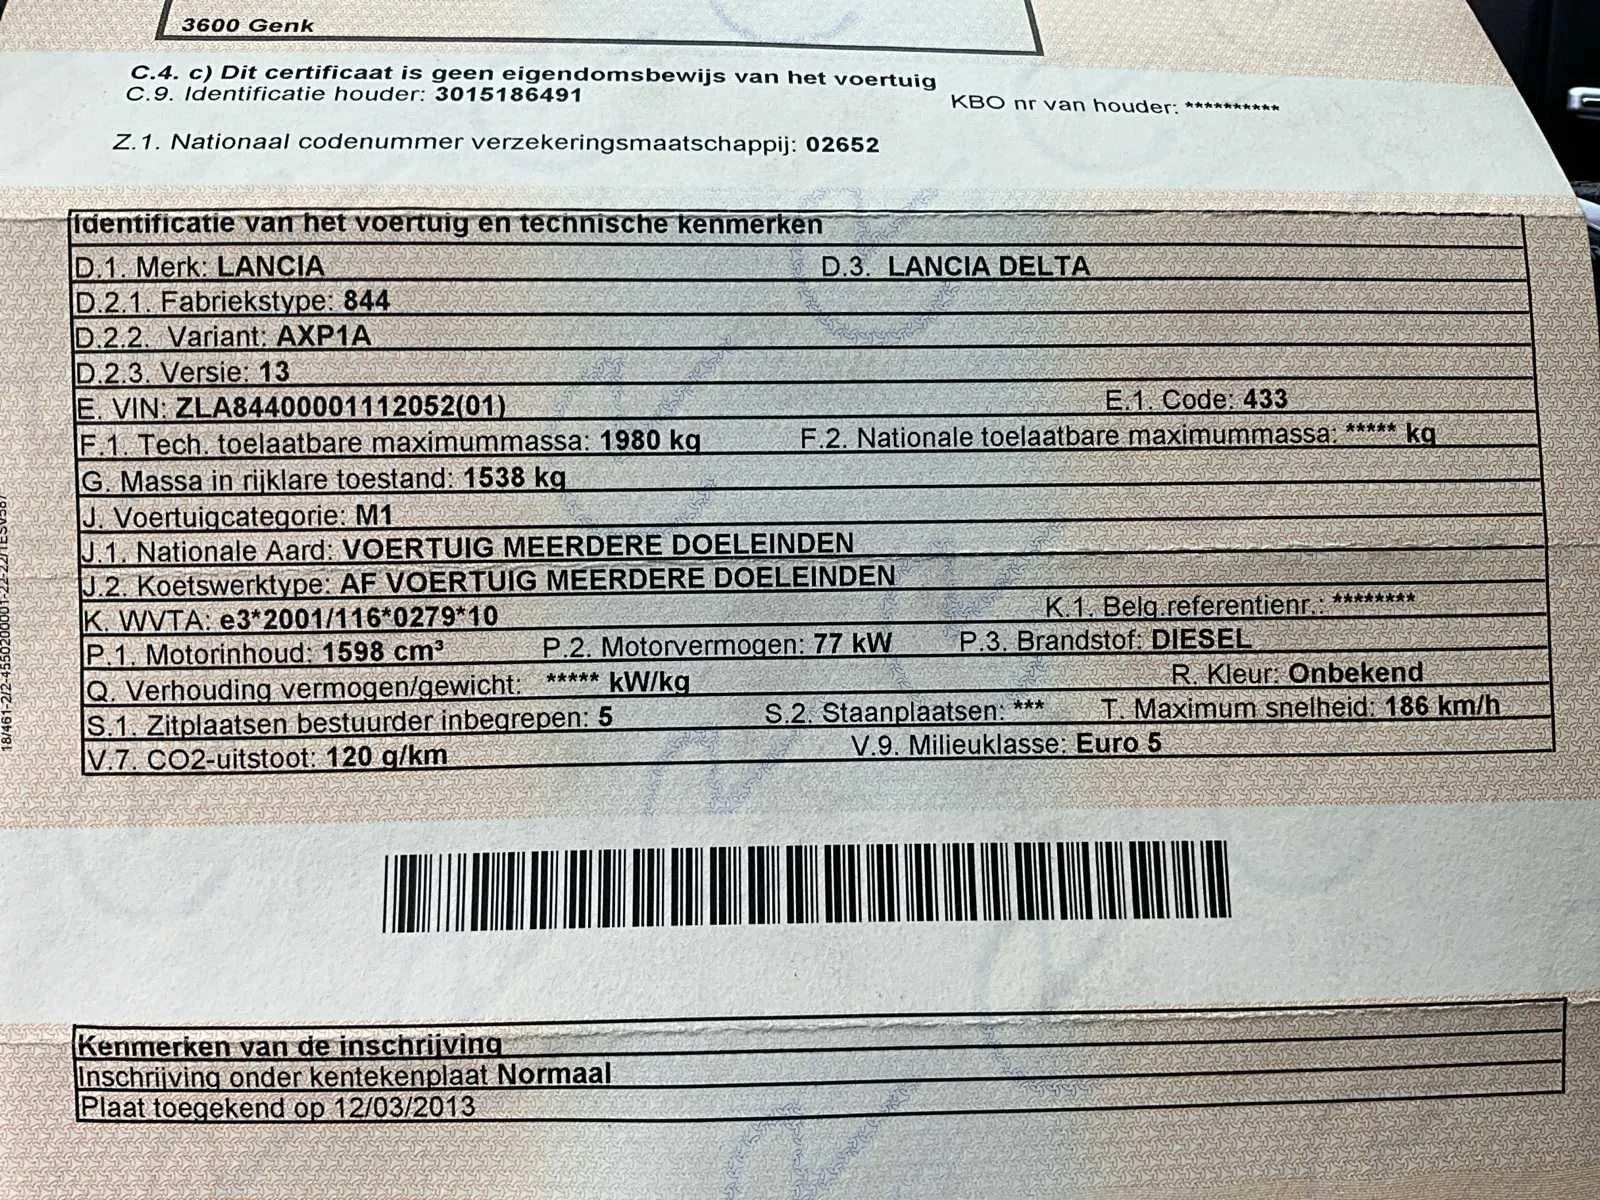 3600 Genk
C.4. c) Dit certificaat is geen eigendomsbewijs van het voertuig
C.9. Identificatie houder: 3015186491 KBO nr van houder: **********
Z.1. Nationaal codenummer verzekeringsmaatschappij: 02652
Identificatie van het voertuig en technische kenmerken
D.1. Merk: LANCIA D.3. LANCIA DELTA
D.2.1. Fabriekstype: 844
D.2.2. Variant: AXP1A
D.2.3. Versie: 13
E. VIN: ZLA84400001112052(01) E.1. Code: 433
F.1. Tech. toelaatbare maximummassa: 1980 kg F.2. Nationale toelaatbare maximummassa: ***** kg
G. Massa in rijklare toestand: 1538 kg
J. Voertuigcategorie: M1
J.1. Nationale Aard: VOERTUIG MEERDERE DOELEINDEN
J.2. Koetswerktype: AF VOERTUIG MEERDERE DOELEINDEN
K. WVTA: e3*2001/116*0279*10 K.1. Belg.referentienr.: ********
P.1. Motorinhoud: 1598 cm³ P.2. Motorvermogen: 77 kW P.3. Brandstof: DIESEL
Q. Verhouding vermogen/gewicht: ***** kW/kg R. Kleur: Onbekend
S.1. Zitplaatsen bestuurder inbegrepen: 5 S.2. Staanplaatsen: *** T. Maximum snelheid: 186 km/h
V.7. CO2-uitstoot: 120 g/km V.9. Milieuklasse: Euro 5
Kenmerken van de inschrijving
Inschrijving onder kentekenplaat Normaal
Plaat toegekend op 12/03/2013